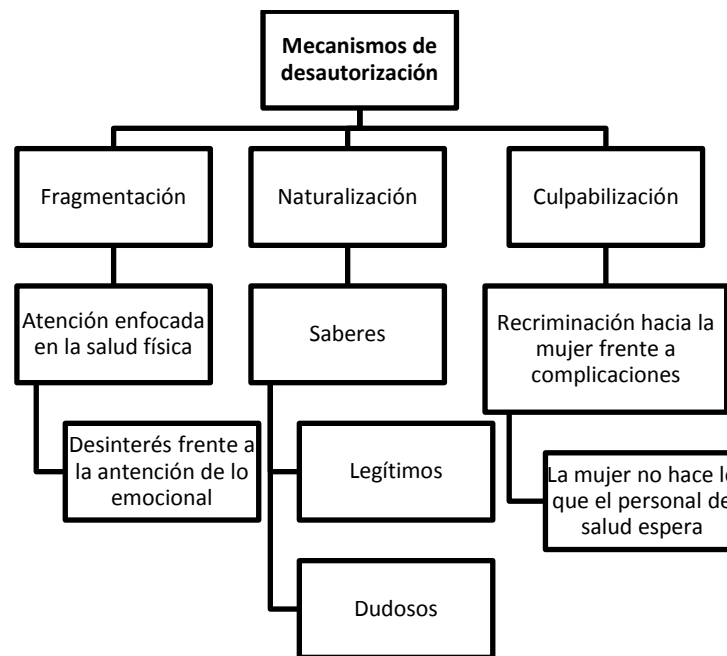 Mecanismos de
desautorización
Fragmentación
Naturalización
Culpabilización
Atención enfocada
en la salud física
Saberes
Recriminación hacia la
mujer frente a
complicaciones
Desinterés frente a
la antención de lo
emocional
Legítimos
La mujer no hace l
que el personal de
salud espera
Dudosos